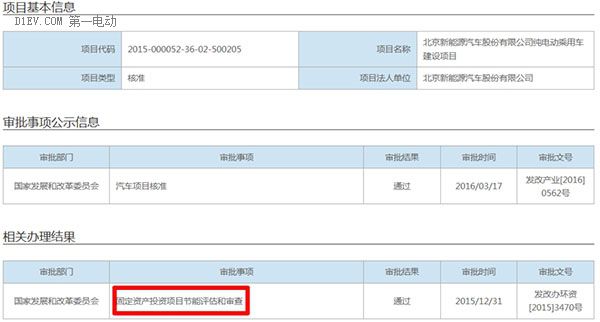 项目基本信息
D1EV.COM 第一电动
项目代码 2015-000052-36-02-500205 项目名称 北京新能源汽车股份有限公司纯电动乘用车
建设项目
项目类型 核准 项目法人单位 北京新能源汽车股份有限公司
审批事项公示信息
审批部门 审批事项 审批结果 审批时间 审批文号
国家发展和改革委员会 汽车项目核准 通过 2016/03/17 发改产业[2016]
0562号
相关办理结果
审批部门 审批事项 审批结果 审批时间 审批文号
国家发展和改革委员会 固定资产投资项目节能评估和审查 通过 2015/12/31 发改办环资
[2015]3470号